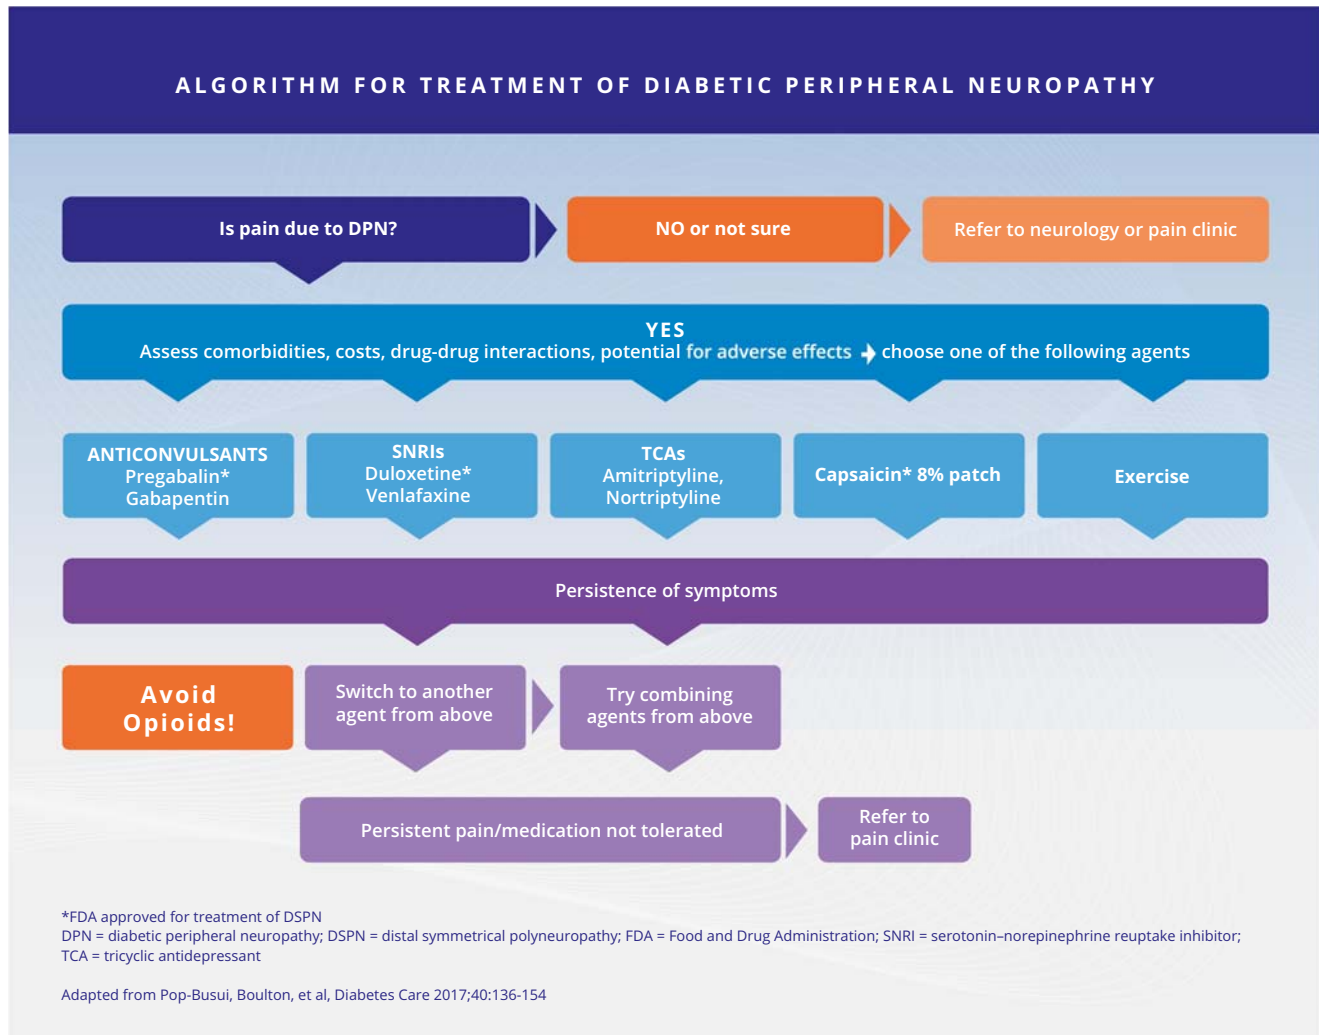 ALGORITHM FOR TREATMENT OF DIABETIC PERIPHERAL NEUROPATHY
Is pain due to DPN?
NO or not sure
Refer to neurology or pain clinic
YES
Assess comorbidities, costs, drug-drug interactions, potential for adverse effects → choose one of the following agents
ANTICONVULSANTS
Pregabalin*
Gabapentin
SNRIs
Duloxetine*
Venlafaxine
TCAs
Amitriptyline,
Nortriptyline
Capsaicin* 8% patch
Exercise
Persistence of symptoms
Avoid
Opioids!
Switch to another
agent from above
Try combining
agents from above
Persistent pain/medication not tolerated
Refer to
pain clinic
*FDA approved for treatment of DSPN
DPN = diabetic peripheral neuropathy; DSPN = distal symmetrical polyneuropathy; FDA = Food and Drug Administration; SNRI = serotonin–norepinephrine reuptake inhibitor;
TCA = tricyclic antidepressant
Adapted from Pop-Busui, Boulton, et al, Diabetes Care 2017;40:136-154